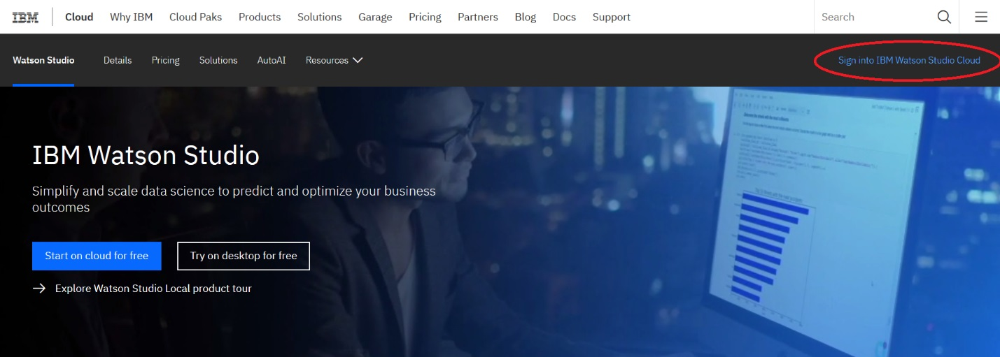 IBM Cloud Why IBM Cloud Paks Products Solutions Garage Pricing Partners Blog Docs Support Search
Watson Studio Details Pricing Solutions AutoAI Resources Sign into IBM Watson Studio Cloud
IBM Watson Studio
Simplify and scale data science to predict and optimize your business
outcomes
Start on cloud for free Try on desktop for free
Explore Watson Studio Local product tour